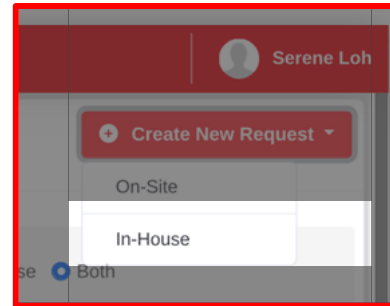 Serene Loh
Create New Request
On-Site
In-House
se Both